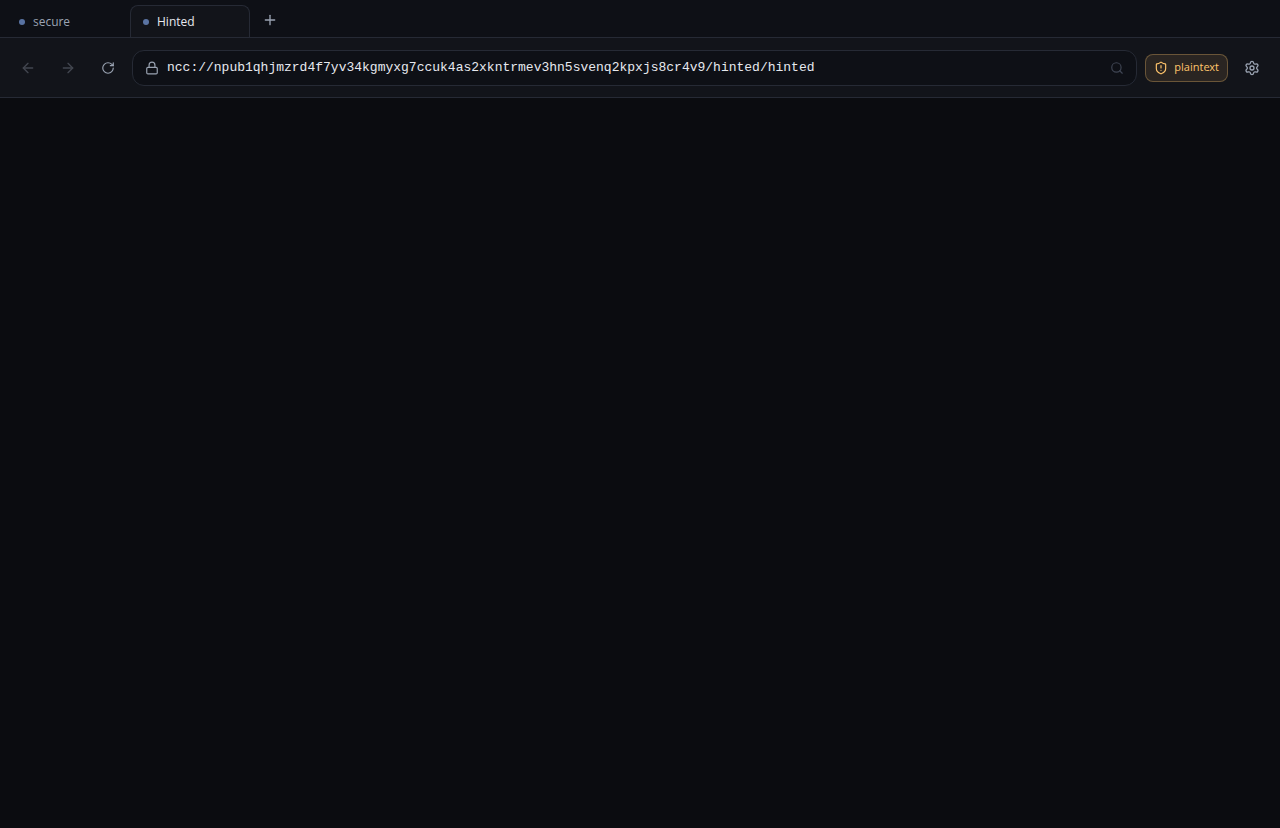 secure
Hinted
ncc://npub1qhjmzrd4f7yv34kgmyxg7ccuk4as2xkntrmev3hn5svenq2kpxjs8cr4v9/hinted/hinted
plaintext